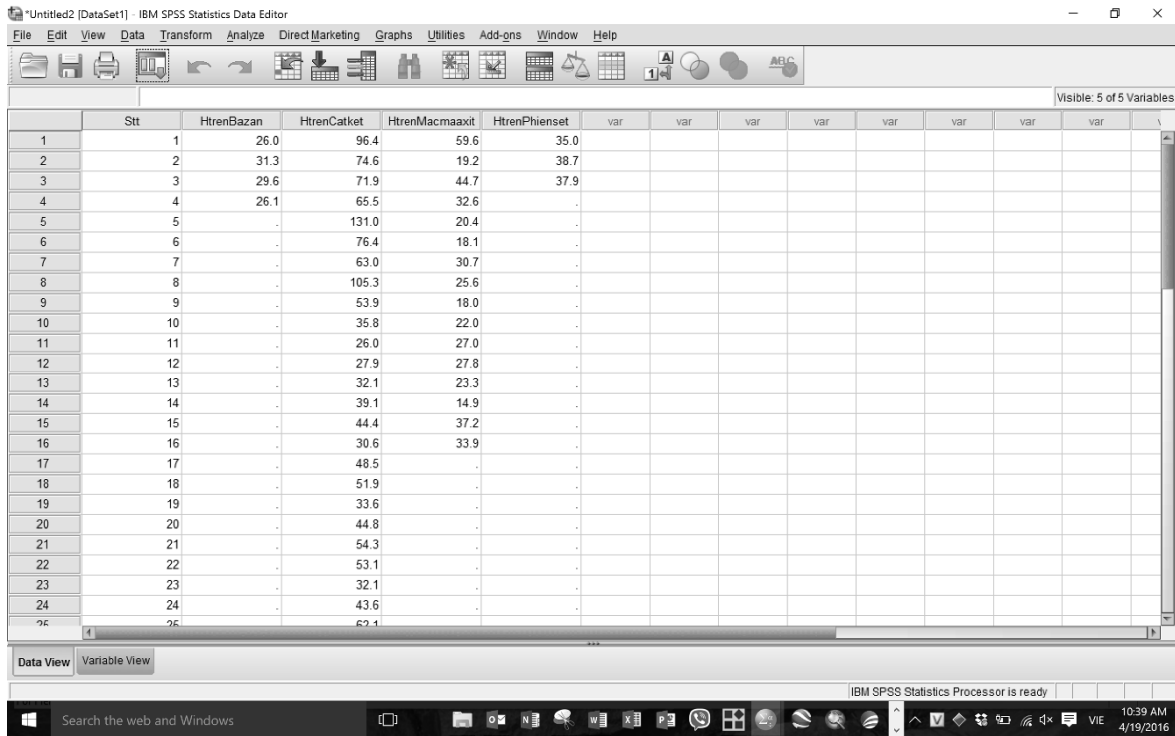 *Untitled2 [DataSet1] - IBM SPSS Statistics Data Editor
File Edit View Data Transform Analyze Direct Marketing Graphs Utilities Add-ons Window Help
Visible: 5 of 5 Variables
Stt HtrenBazan HtrenCatket HtrenMacmaaxit HtrenPhienset var var var var var var var var
1 1 26.0 96.4 59.6 35.0
2 2 31.3 74.6 19.2 38.7
3 3 29.6 71.9 44.7 37.9
4 4 26.1 65.5 32.6 .
5 5 . 131.0 20.4 .
6 6 . 76.4 18.1 .
7 7 . 63.0 30.7 .
8 8 . 105.3 25.6 .
9 9 . 53.9 18.0 .
10 10 . 35.8 22.0 .
11 11 . 26.0 27.0 .
12 12 . 27.9 27.8 .
13 13 . 32.1 23.3 .
14 14 . 39.1 14.9 .
15 15 . 44.4 37.2 .
16 16 . 30.6 33.9 .
17 17 . 48.5 . .
18 18 . 51.9 . .
19 19 . 33.6 . .
20 20 . 44.8 . .
21 21 . 54.3 . .
22 22 . 53.1 . .
23 23 . 32.1 . .
24 24 . 43.6 . .
Data View Variable View
IBM SPSS Statistics Processor is ready
Search the web and Windows
VIE
10:39 AM
4/19/2016